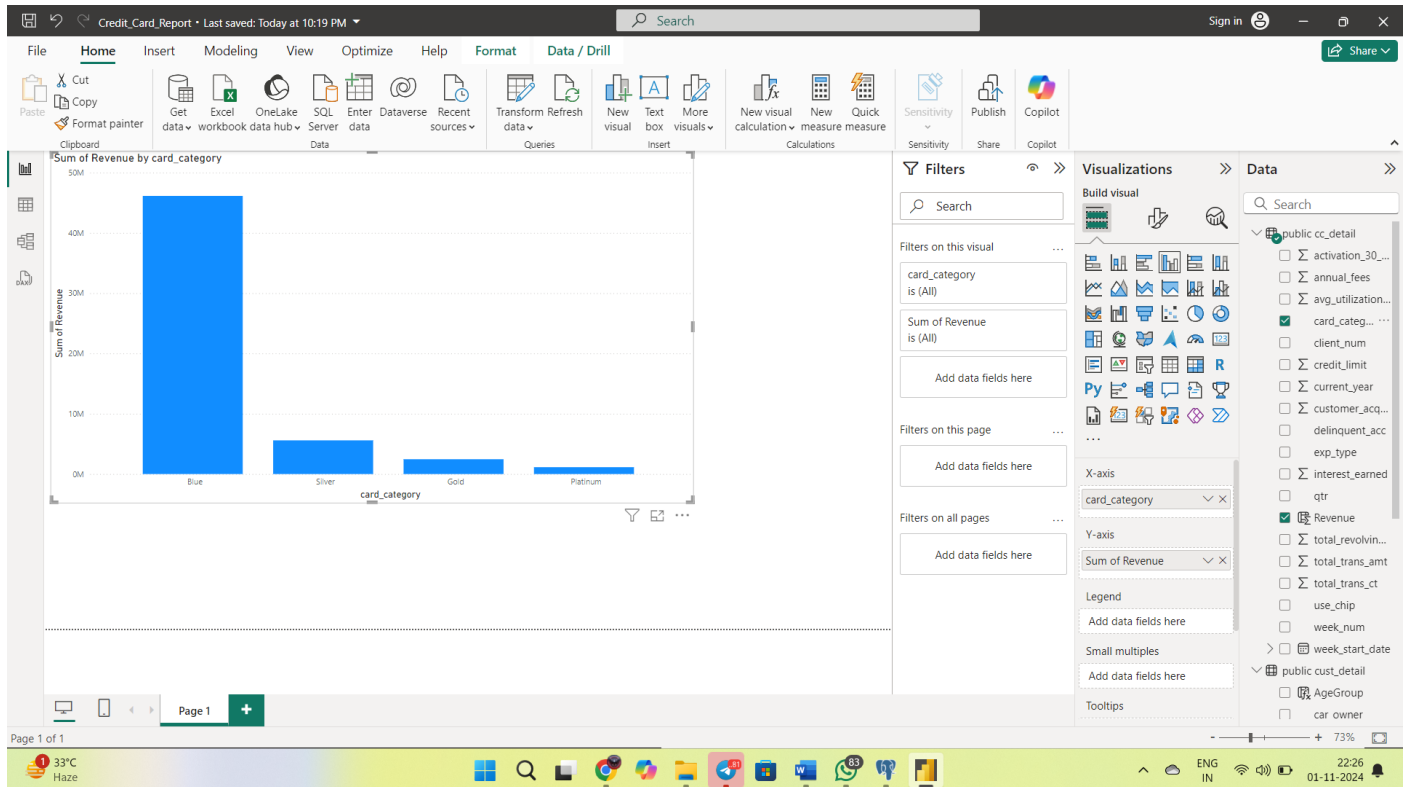 Credit_Card_Report • Last saved: Today at 10:19 PM
Search
Sign in
File Home Insert Modeling View Optimize Help Format Data / Drill
Share
Paste
Cut
Copy
Format painter
Clipboard
Get data
Excel workbook
OneLake data hub
SQL Server
Enter data
Dataverse
Recent sources
Data
Transform data
Refresh
Queries
New visual
Text box
More visuals
Insert
New visual calculation
New measure
Quick measure
Calculations
Sensitivity
Sensitivity
Publish
Share
Copilot
Copilot
Sum of Revenue by card_category
50M
40M
30M
20M
10M
0M
Sum of Revenue
Blue Silver Gold Platinum
card_category
Filters
Search
Filters on this visual ...
card_category
is (All)
Sum of Revenue
is (All)
Add data fields here
Filters on this page ...
Add data fields here
Filters on all pages ...
Add data fields here
Visualizations
Build visual
123
R
Py
...
X-axis
card_category
Y-axis
Sum of Revenue
Legend
Add data fields here
Small multiples
Add data fields here
Tooltips
Data
Search
public cc_detail
activation_30_...
annual_fees
avg_utilization...
card_categ... ...
client_num
credit_limit
current_year
customer_acq...
delinquent_acc
exp_type
interest_earned
qtr
Revenue
total_revolvin...
total_trans_amt
total_trans_ct
use_chip
week_num
week_start_date
public cust_detail
AgeGroup
car owner
Page 1
Page 1 of 1
- + 73%
1
33°C
Haze
81
83
ENG
IN
22:26
01-11-2024